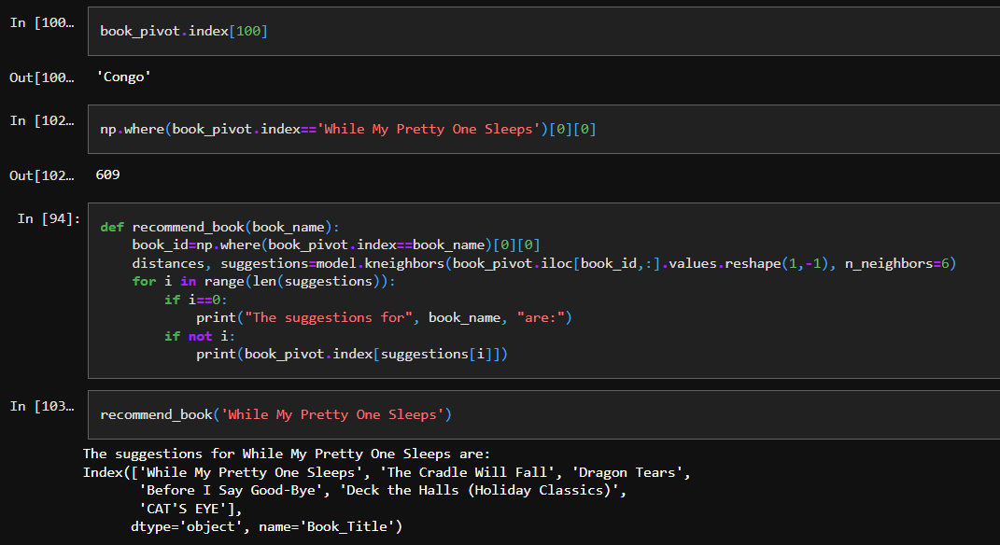 In [100…
book_pivot.index[100]
Out[100…
'Congo'
In [102…
np.where(book_pivot.index=='While My Pretty One Sleeps')[0][0]
Out[102…
609
In [94]:
def recommend_book(book_name):
    book_id=np.where(book_pivot.index==book_name)[0][0]
    distances, suggestions=model.kneighbors(book_pivot.iloc[book_id,:].values.reshape(1,-1), n_neighbors=6)
    for i in range(len(suggestions)):
        if i==0:
            print("The suggestions for", book_name, "are:")
        if not i:
            print(book_pivot.index[suggestions[i]])
In [103…
recommend_book('While My Pretty One Sleeps')
The suggestions for While My Pretty One Sleeps are:
Index(['While My Pretty One Sleeps', 'The Cradle Will Fall', 'Dragon Tears',
       'Before I Say Good-Bye', 'Deck the Halls (Holiday Classics)',
       'CAT'S EYE'],
      dtype='object', name='Book_Title')